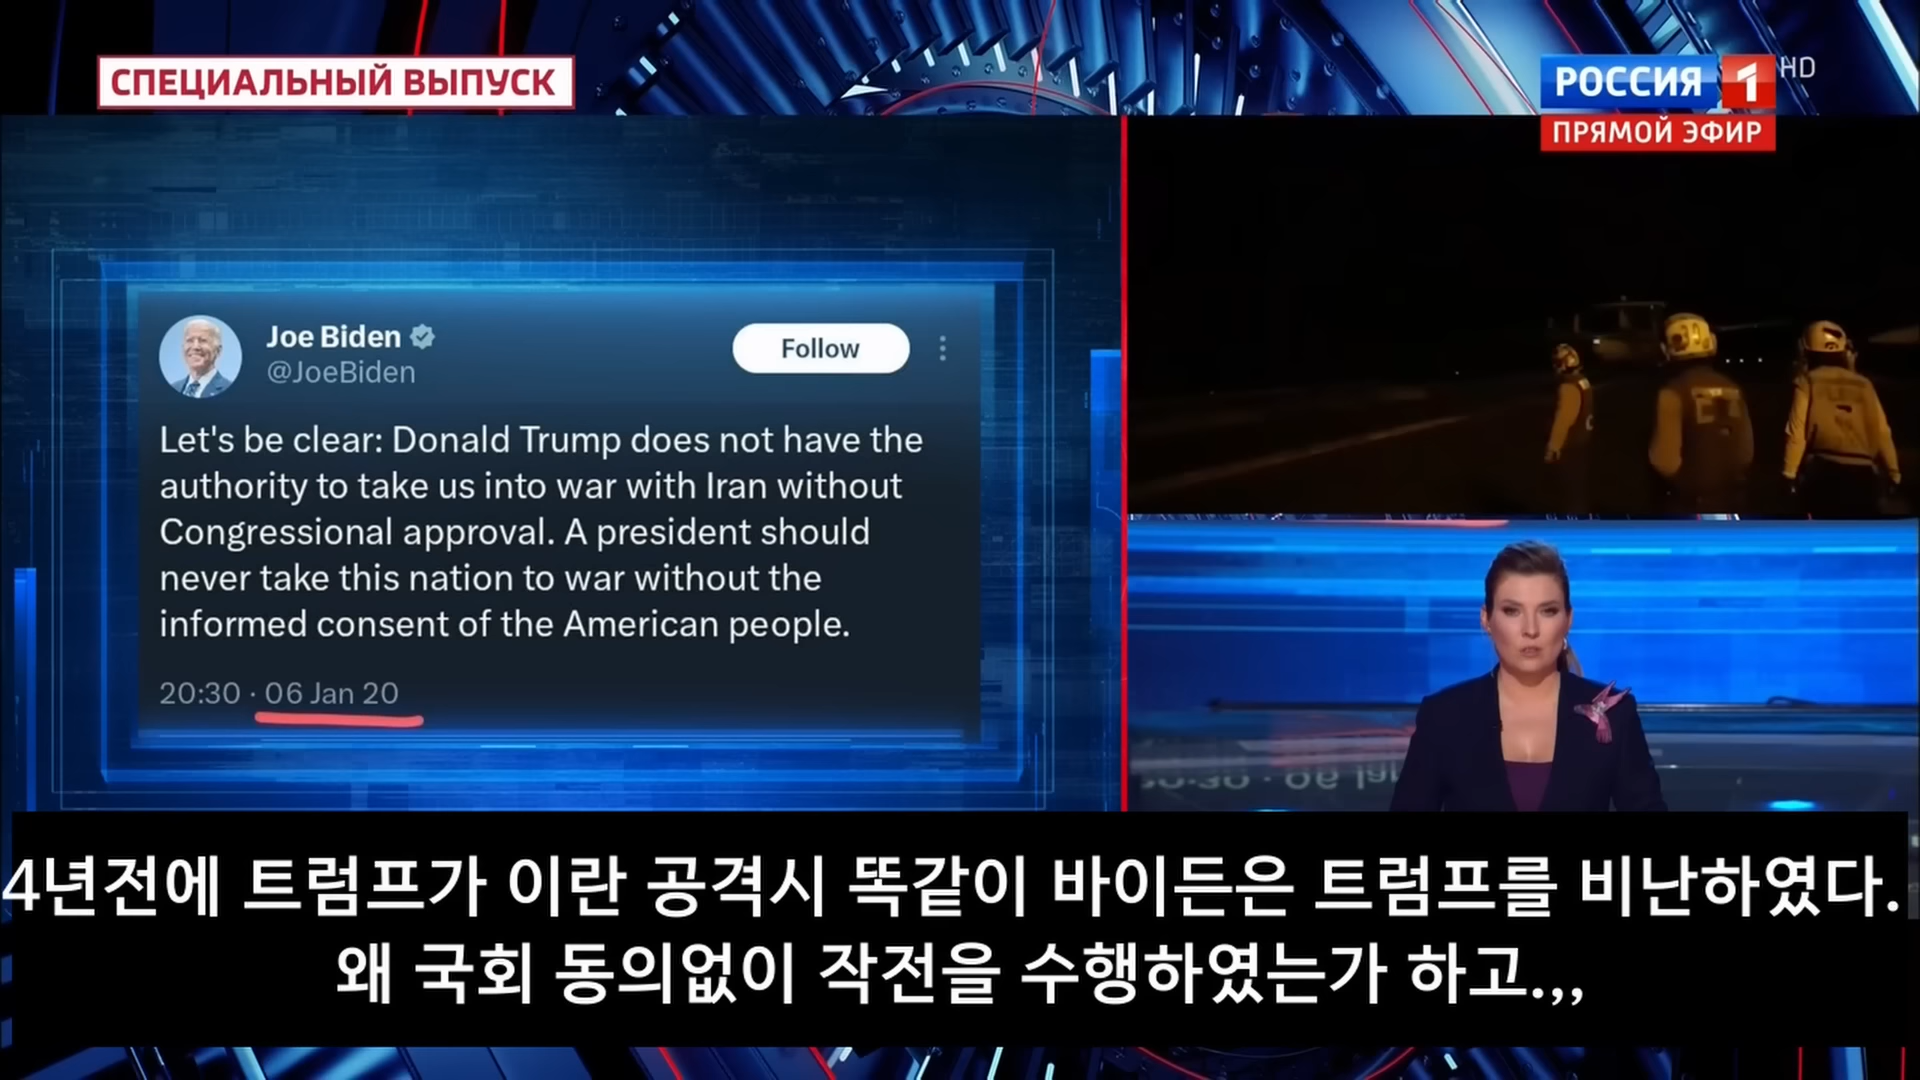 СПЕЦИАЛЬНЫЙ ВЫПУСК
РОССИЯ 1 HD
ПРЯМОЙ ЭФИР
Joe Biden
@JoeBiden
Follow
Let's be clear: Donald Trump does not have the
authority to take us into war with Iran without
Congressional approval. A president should
never take this nation to war without the
informed consent of the American people.
20:30 · 06 Jan 20
4년전에 트럼프가 이란 공격시 똑같이 바이든은 트럼프를 비난하였다.
왜 국회 동의없이 작전을 수행하였는가 하고.,,